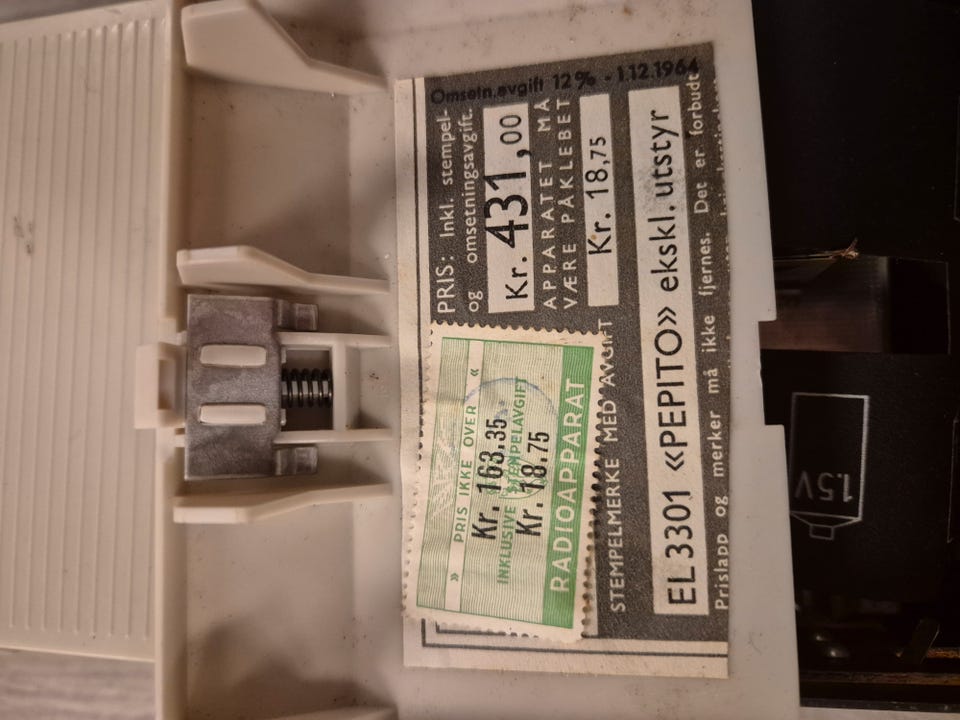 Omsetn.avgift 12% - 1.12.1964
PRIS: Inkl. stempel-
og omsetningsavgift.
Kr. 431,00
APPARATET MÅ
VÆRE PÅKLEBET
Kr. 18,75
STEMPELMERKE MED AVGIFT
EL 3301 «PEPITO» ekskl. utstyr
Prislapp og merker må ikke fjernes. Det er forbudt
» PRIS IKKE OVER «
Kr. 163.35
INKLUSIVE STEMPELAVGIFT
Kr. 18.75
RADIOAPPARAT
1.5V